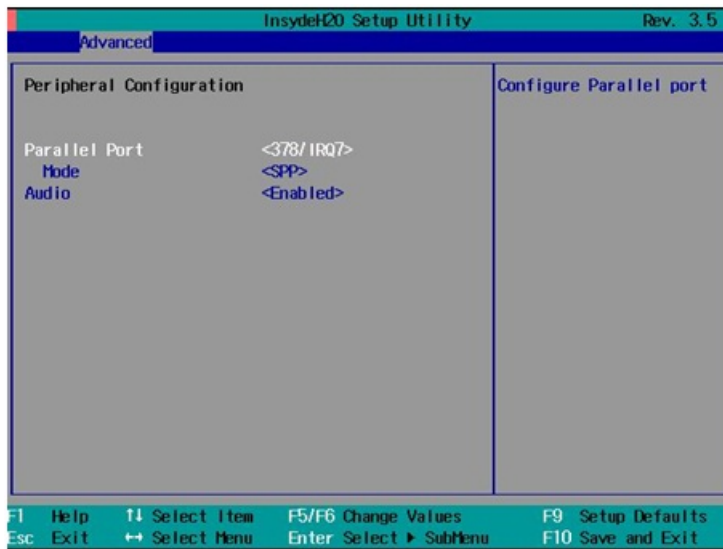 InsydeH20 Setup Utility Rev. 3.5
Advanced
Peripheral Configuration
Configure Parallel port
Parallel Port <378/IRQ7>
Mode <SPP>
Audio <Enabled>
F1 Help ↑↓ Select Item F5/F6 Change Values F9 Setup Defaults
Esc Exit ↔ Select Menu Enter Select ▶ SubMenu F10 Save and Exit